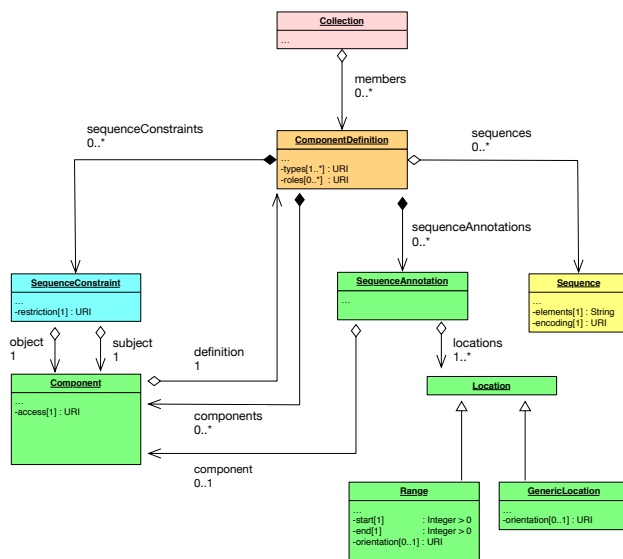 Collection
...
members
0..*
sequenceConstraints
0..*
ComponentDefinition
...
-types[1..*] : URI
-roles[0..*] : URI
sequences
0..*
sequenceAnnotations
0..*
SequenceConstraint
...
-restriction[1] : URI
SequenceAnnotation
...
Sequence
...
-elements[1] : String
-encoding[1] : URI
object
1
subject
1
definition
1
locations
1..*
Component
...
-access[1] : URI
Location
components
0..*
component
0..1
Range
...
-start[1] : Integer > 0
-end[1] : Integer > 0
-orientation[0..1] : URI
GenericLocation
...
-orientation[0..1] : URI